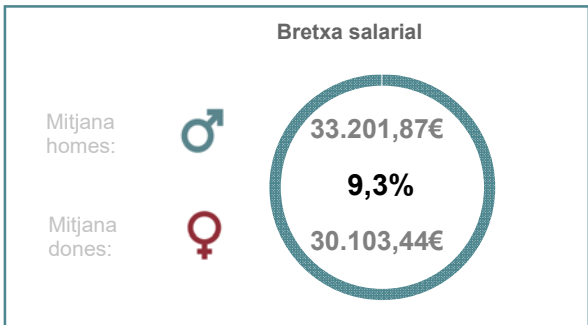 Bretxa salarial
Mitjana
homes:
33.201,87€
9,3%
Mitjana
dones:
30.103,44€